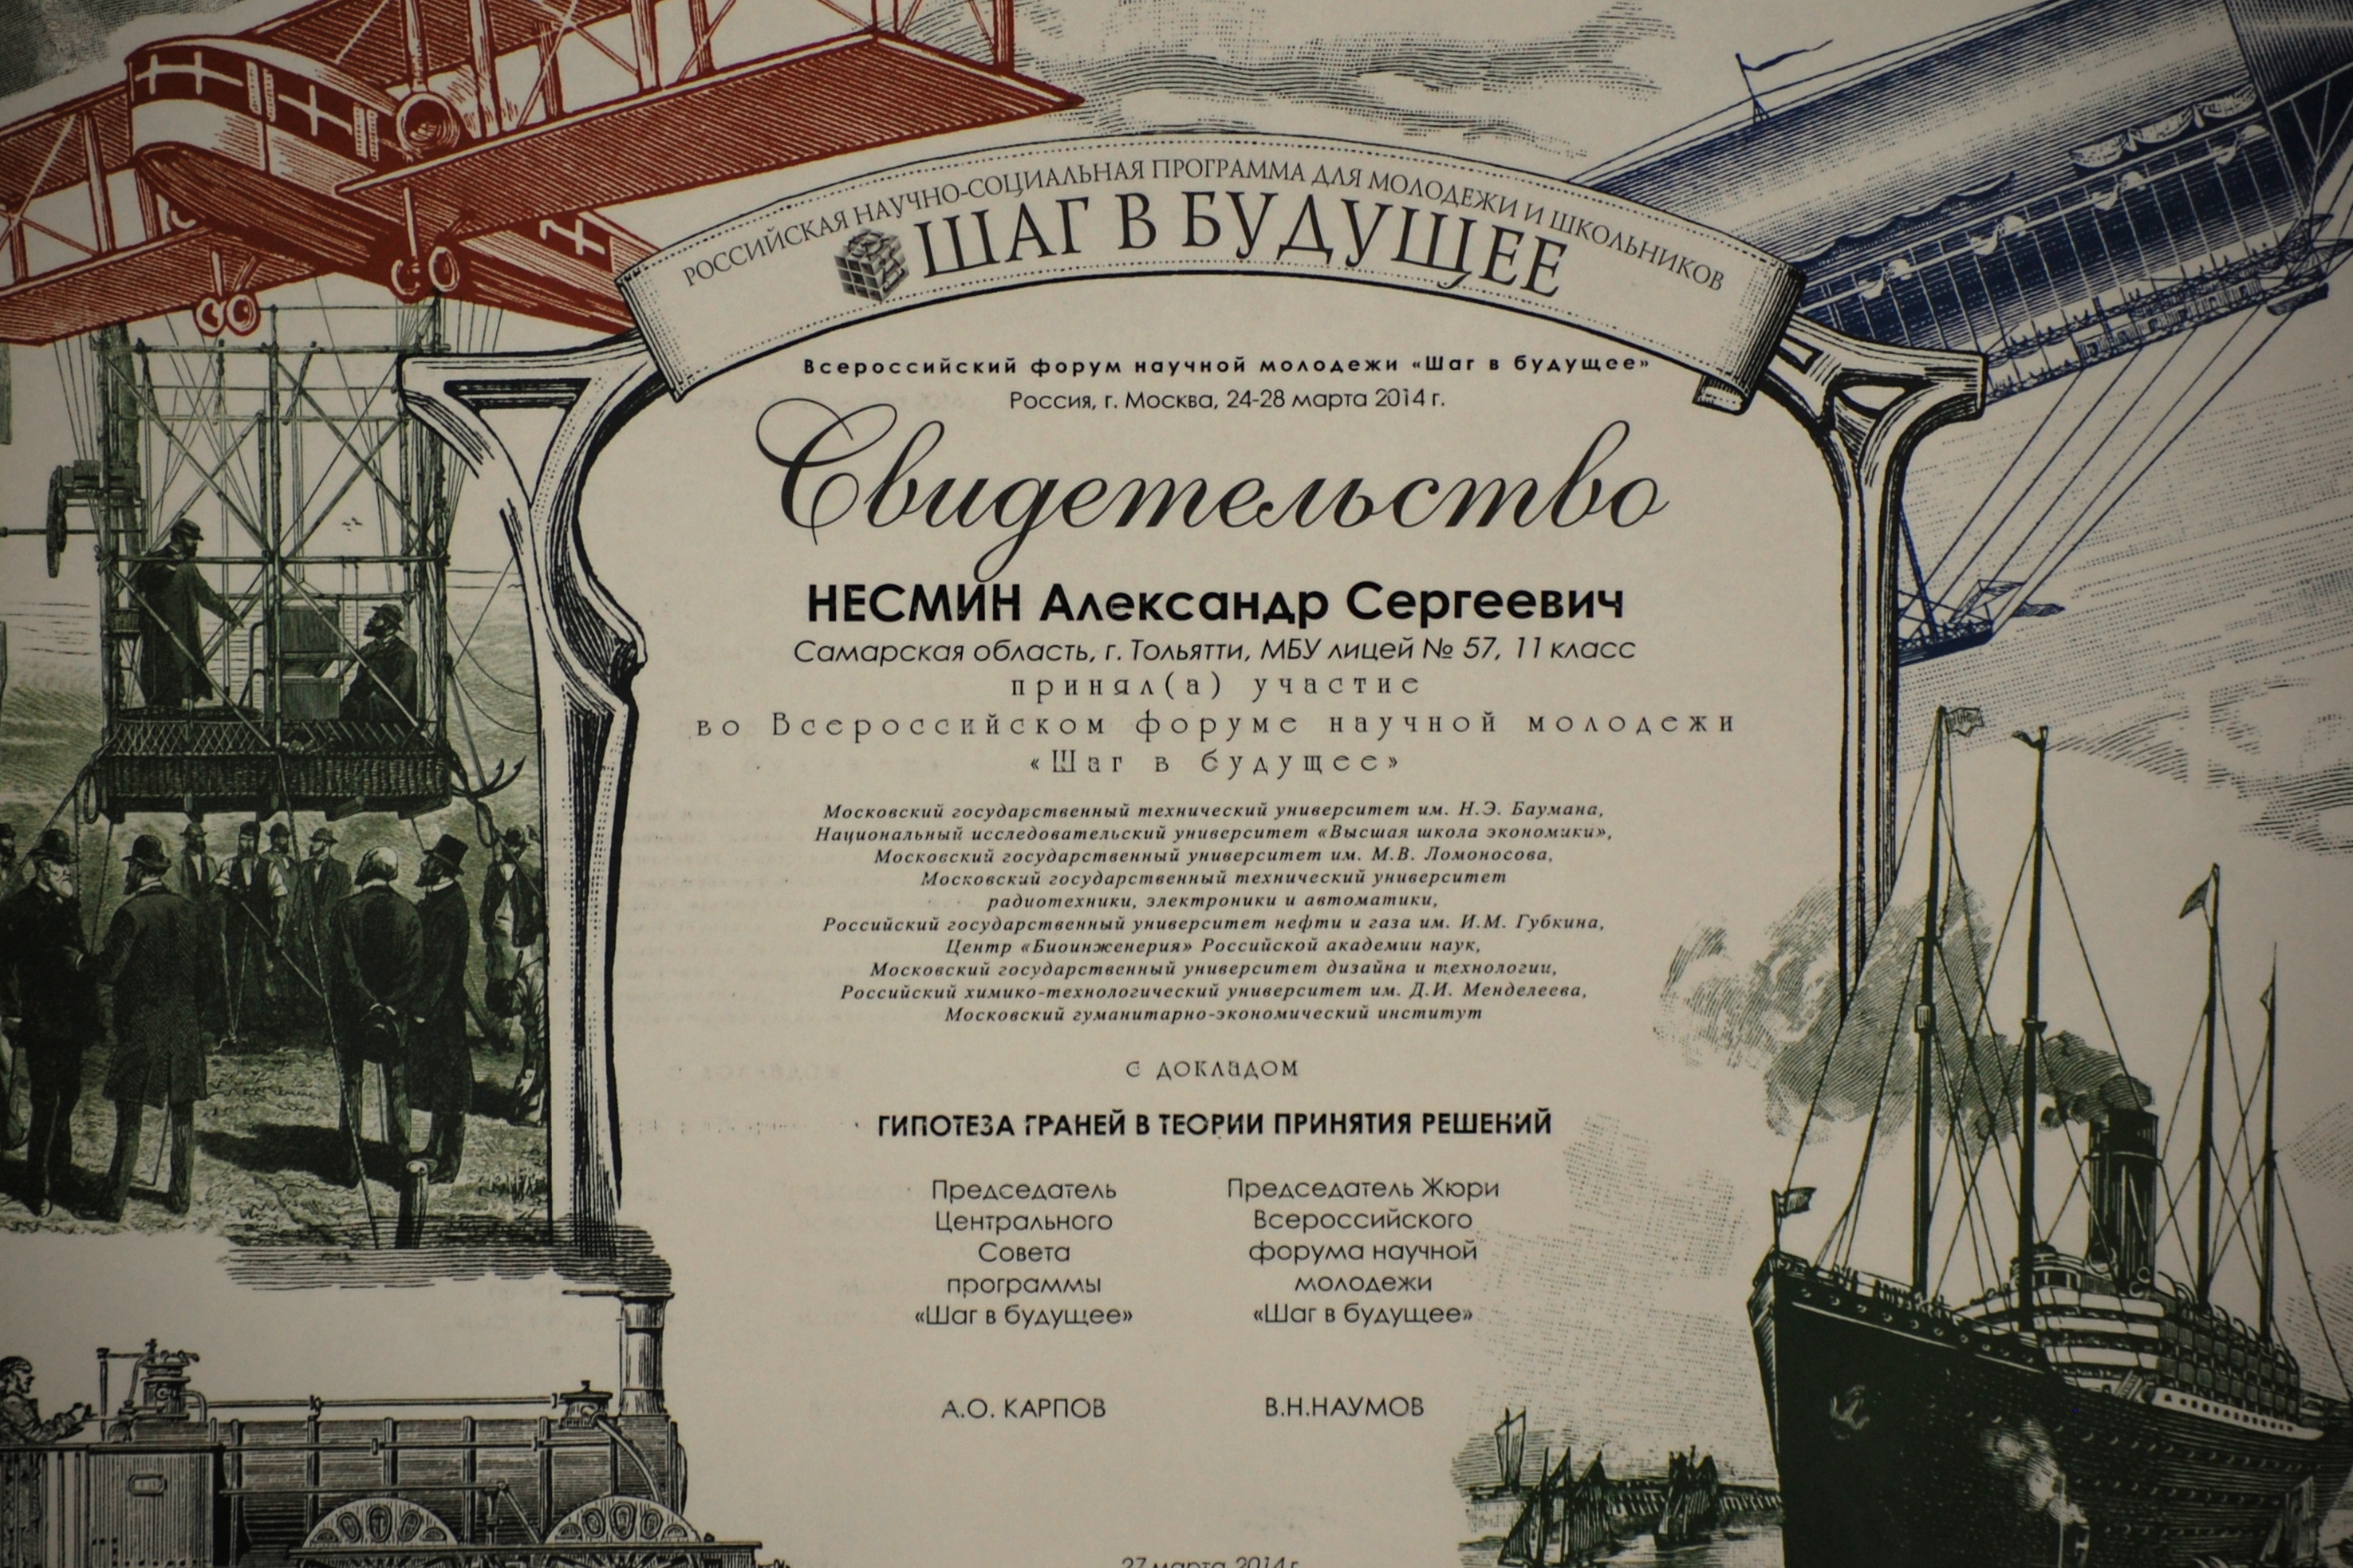 РОССИЙСКАЯ НАУЧНО-СОЦИАЛЬНАЯ ПРОГРАММА ДЛЯ МОЛОДЕЖИ И ШКОЛЬНИКОВ
ШАГ В БУДУЩЕЕ
Всероссийский форум научной молодежи «Шаг в будущее»
Россия, г. Москва, 24-28 марта 2014 г.
Свидетельство
НЕСМИН Александр Сергеевич
Самарская область, г. Тольятти, МБУ лицей № 57, 11 класс
принял(а) участие
во Всероссийском форуме научной молодежи
«Шаг в будущее»
Московский государственный технический университет им. Н.Э. Баумана,
Национальный исследовательский университет «Высшая школа экономики»,
Московский государственный университет им. М.В. Ломоносова,
Московский государственный технический университет
радиотехники, электроники и автоматики,
Российский государственный университет нефти и газа им. И.М. Губкина,
Центр «Биоинженерия» Российской академии наук,
Московский государственный университет дизайна и технологии,
Российский химико-технологический университет им. Д.И. Менделеева,
Московский гуманитарно-экономический институт
с докладом
ГИПОТЕЗА ГРАНЕЙ В ТЕОРИИ ПРИНЯТИЯ РЕШЕНИЙ
Председатель
Центрального
Совета
программы
«Шаг в будущее»
А.О. КАРПОВ
Председатель Жюри
Всероссийского
форума научной
молодежи
«Шаг в будущее»
В.Н.НАУМОВ
27 марта 2014 г.